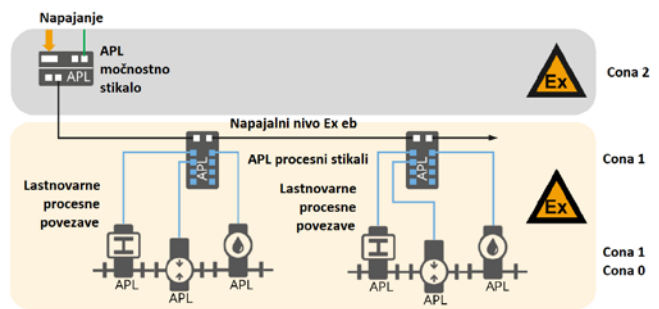 Napajanje
APL
močnostno
stikalo
APL
Ex
Cona 2
Napajalni nivo Ex eb
APL procesni stikali
Cona 1
APL
APL
Lastnovarne
procesne
povezave
Lastnovarne
procesne
povezave
Ex
Cona 1
Cona 0
APL
APL
APL
APL
APL
APL